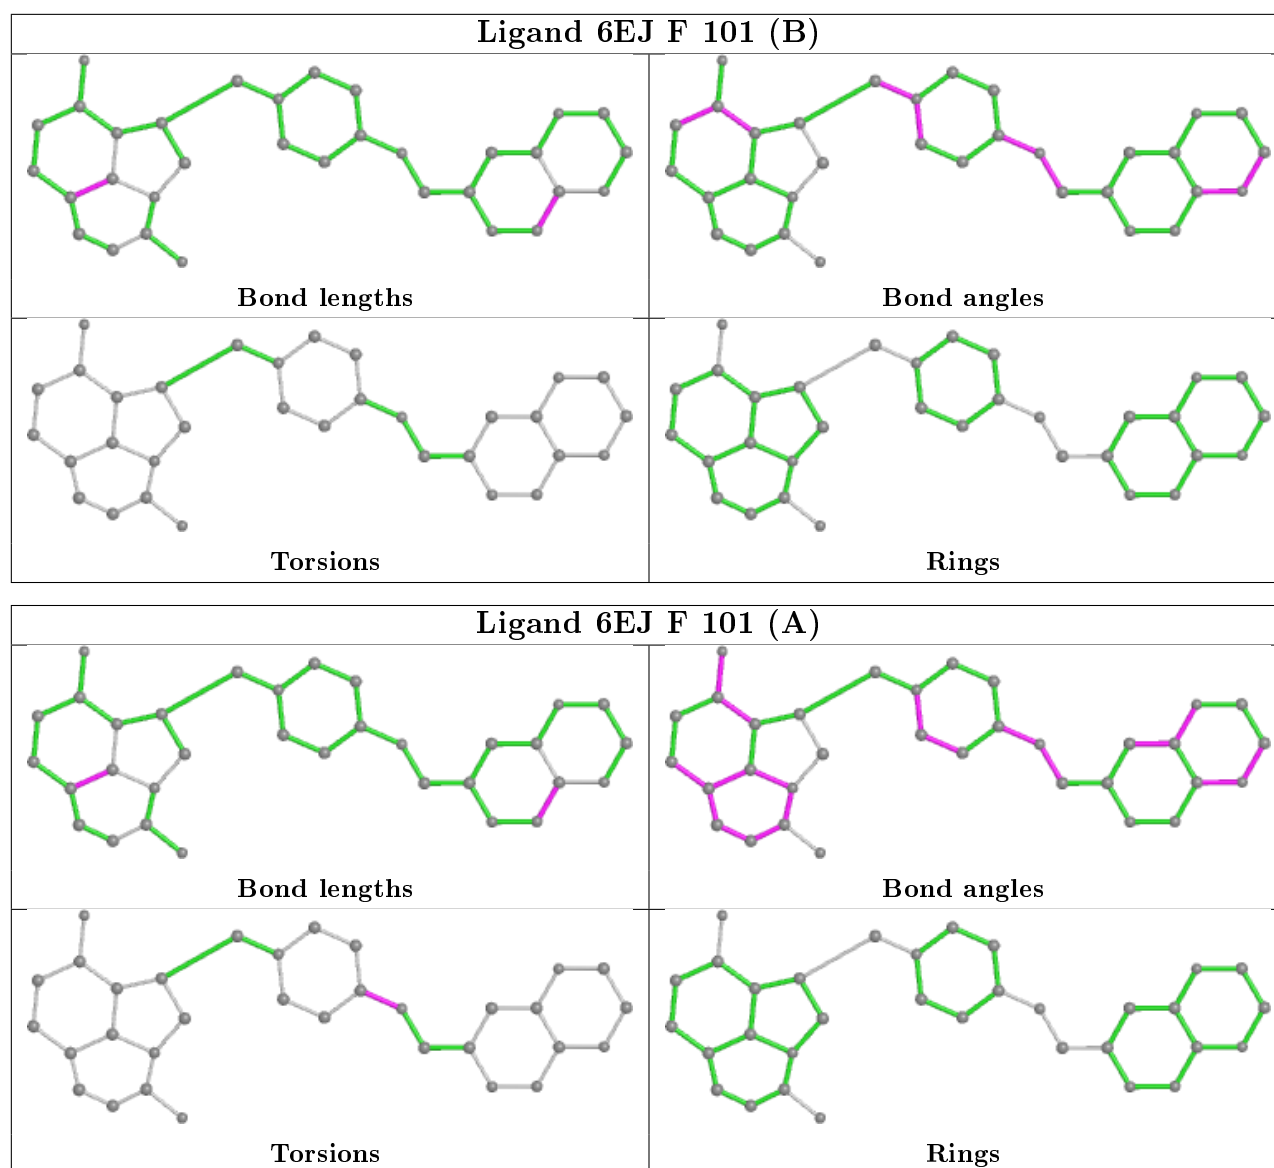 Ligand 6EJ F 101 (B)
Bond lengths
Bond angles
Torsions
Rings
Ligand 6EJ F 101 (A)
Bond lengths
Bond angles
Torsions
Rings